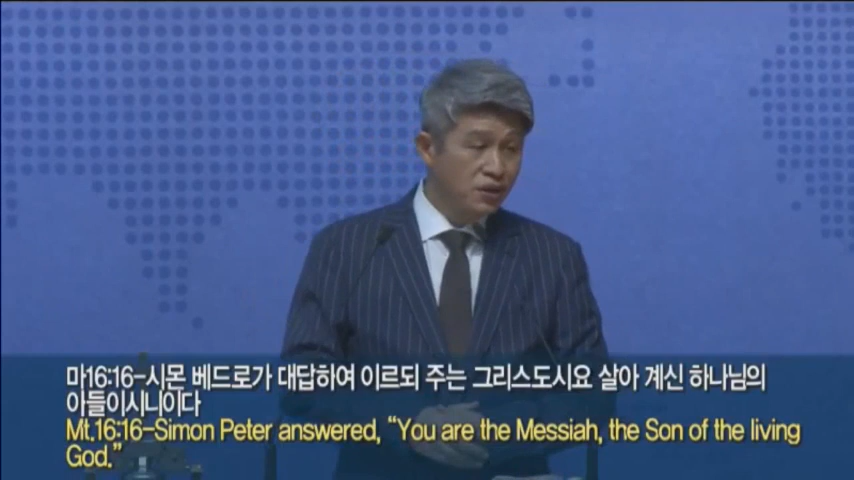 마16:16-시몬 베드로가 대답하여 이르되 주는 그리스도시요 살아 계신 하나님의
아들이시니이다
Mt.16:16-Simon Peter answered, “You are the Messiah, the Son of the living
God.”